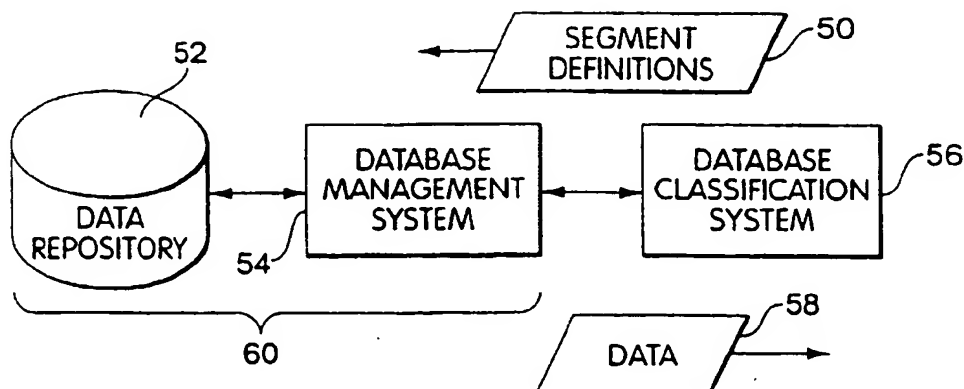 SEGMENT
DEFINITIONS
50
52
DATA
REPOSITORY
DATABASE
MANAGEMENT
SYSTEM
54
DATABASE
CLASSIFICATION
SYSTEM
56
60
DATA
58